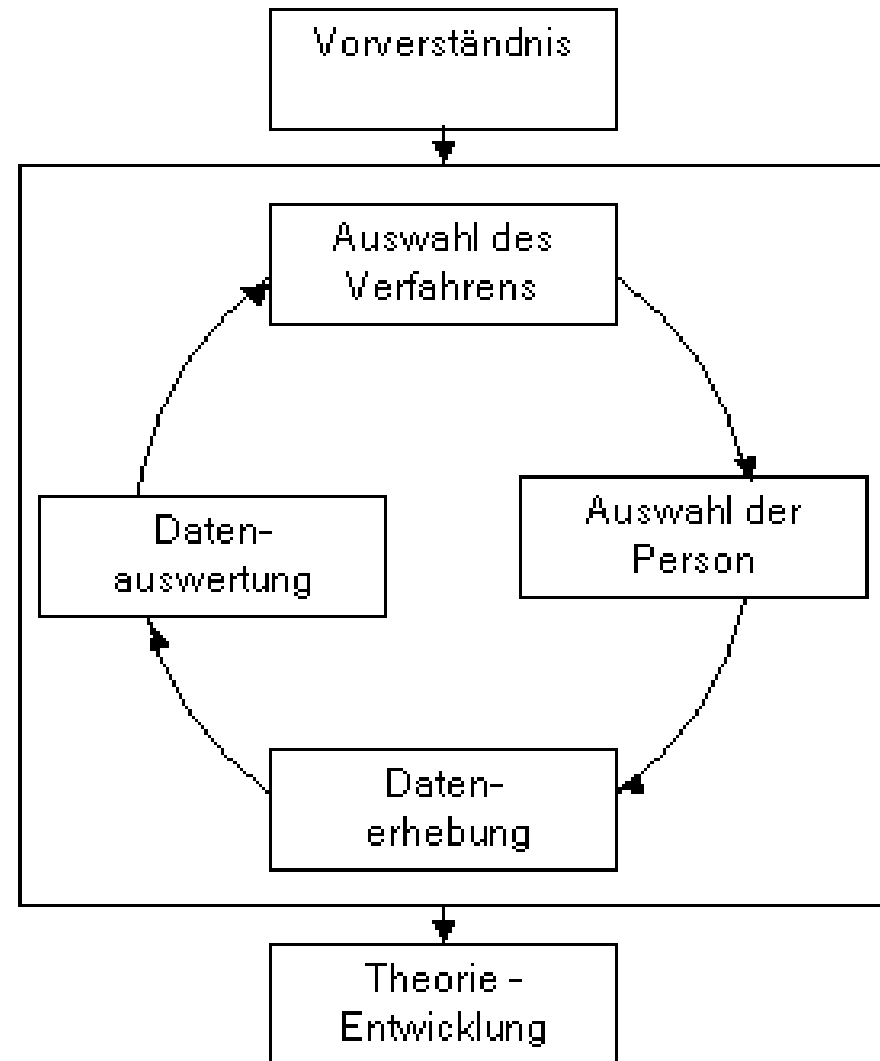 Vorverständnis
Auswahl des
Verfahrens
Auswahl der
Person
Daten-
erhebung
Daten-
auswertung
Theorie -
Entwicklung